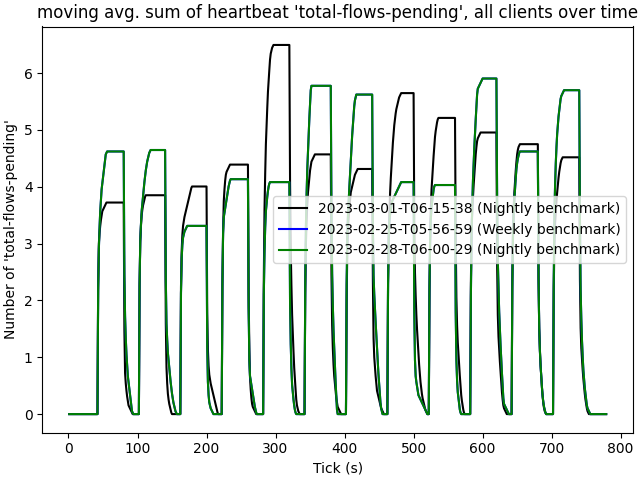 moving avg. sum of heartbeat 'total-flows-pending', all clients over time
Number of 'total-flows-pending'
6
5
4
3
2
1
0
2023-03-01-T06-15-38 (Nightly benchmark)
2023-02-25-T05-56-59 (Weekly benchmark)
2023-02-28-T06-00-29 (Nightly benchmark)
0 100 200 300 400 500 600 700 800
Tick (s)